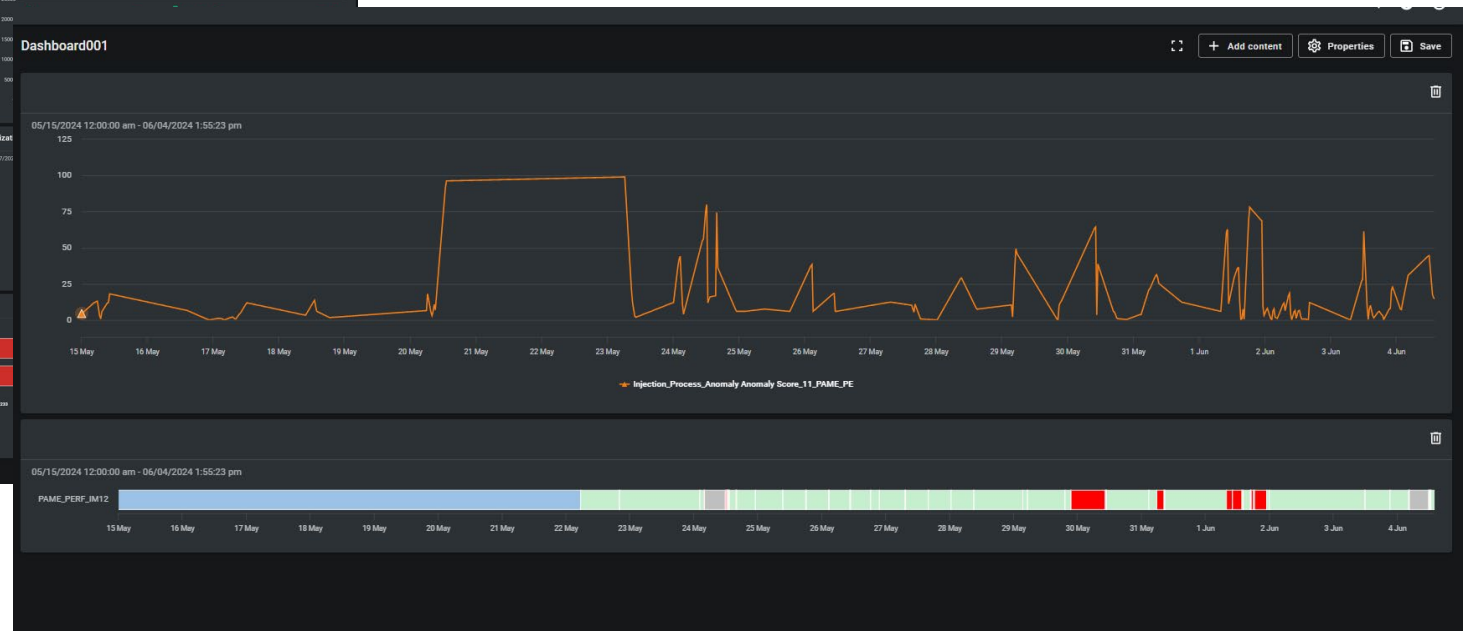 2000
1500
1000
500
Dashboard001
Add content
Properties
Save
05/15/2024 12:00:00 am - 06/04/2024 1:55:23 pm
125
100
75
50
25
0
15 May 16 May 17 May 18 May 19 May 20 May 21 May 22 May 23 May 24 May 25 May 26 May 27 May 28 May 29 May 30 May 31 May 1 Jun 2 Jun 3 Jun 4 Jun
Injection_Process_Anomaly Anomaly Score_11_PAME_PE
05/15/2024 12:00:00 am - 06/04/2024 1:55:23 pm
PAME_PERF_IM12
15 May 16 May 17 May 18 May 19 May 20 May 21 May 22 May 23 May 24 May 25 May 26 May 27 May 28 May 29 May 30 May 31 May 1 Jun 2 Jun 3 Jun 4 Jun